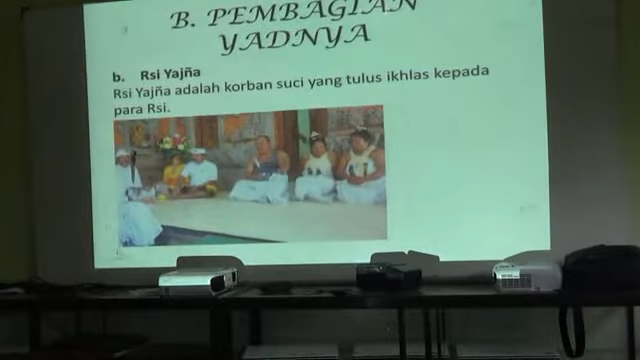 B. PEMBAGIAN
YADNYA
b. Rsi Yajña
Rsi Yajña adalah korban suci yang tulus ikhlas kepada
para Rsi.